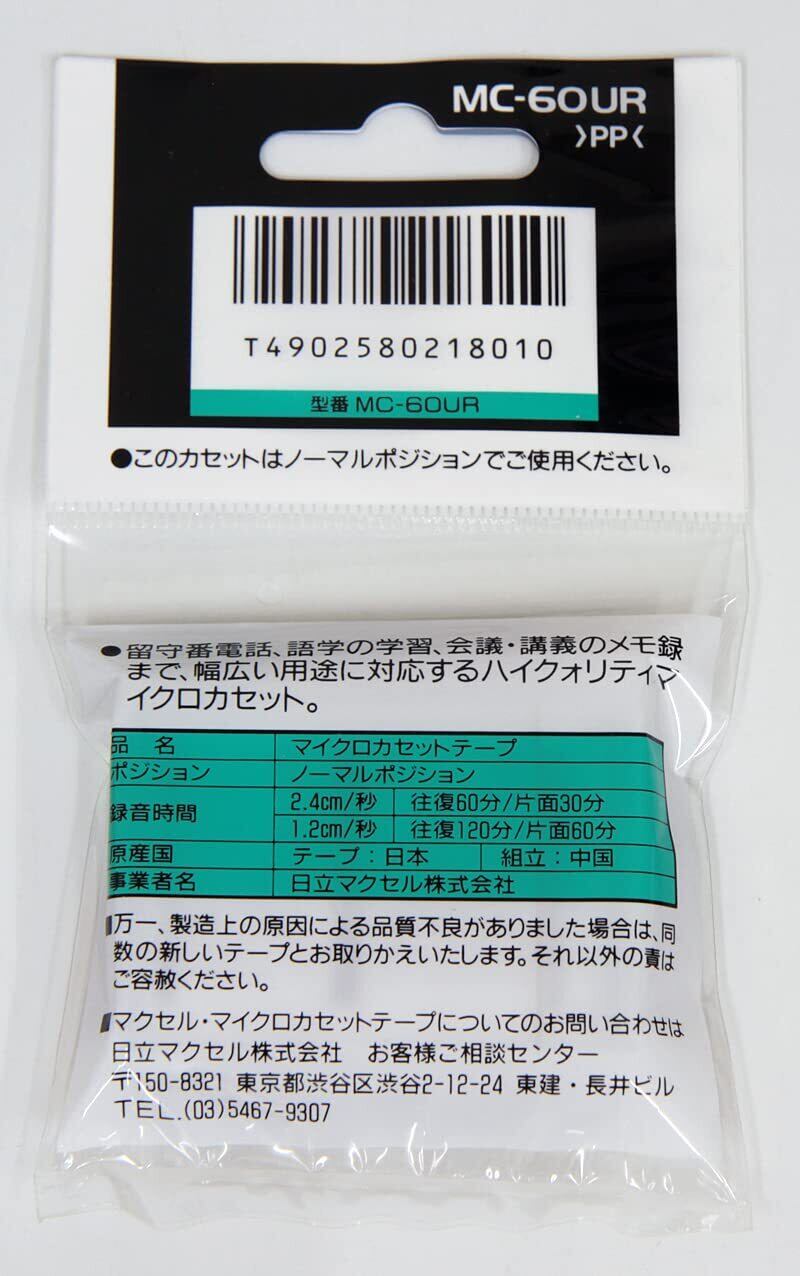 MC-60UR
>PP<
T4902580218010
型番 MC-60UR
●このカセットはノーマルポジションでご使用ください。
●留守番電話、語学の学習、会議・講義のメモ録
まで、幅広い用途に対応するハイクォリティマ
イクロカセット。
品 名 マイクロカセットテープ
ポジション ノーマルポジション
録音時間 2.4cm/秒 往復60分/片面30分
1.2cm/秒 往復120分/片面60分
原産国 テープ：日本 組立：中国
事業者名 日立マクセル株式会社
■万一、製造上の原因による品質不良がありました場合は、同
数の新しいテープとお取りかえいたします。それ以外の責は
ご容赦ください。
■マクセル・マイクロカセットテープについてのお問い合わせは
日立マクセル株式会社 お客様ご相談センター
〒150-8321 東京都渋谷区渋谷2-12-24 東建・長井ビル
TEL.(03)5467-9307